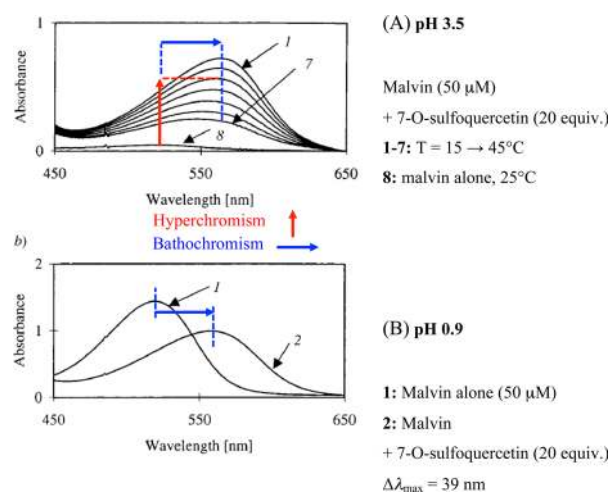 (A) pH 3.5
1
Absorbance
0
450
550
650
Wavelength [nm]
1
7
8
Malvin (50 μM)
+ 7-O-sulfoquercetin (20 equiv.)
1-7: T = 15 → 45°C
8: malvin alone, 25°C
Hyperchromism
Bathochromism
b)
2
1
0
Absorbance
450
550
650
Wavelength [nm]
1
2
(B) pH 0.9
1: Malvin alone (50 μM)
2: Malvin
+ 7-O-sulfoquercetin (20 equiv.)
Δλmax = 39 nm